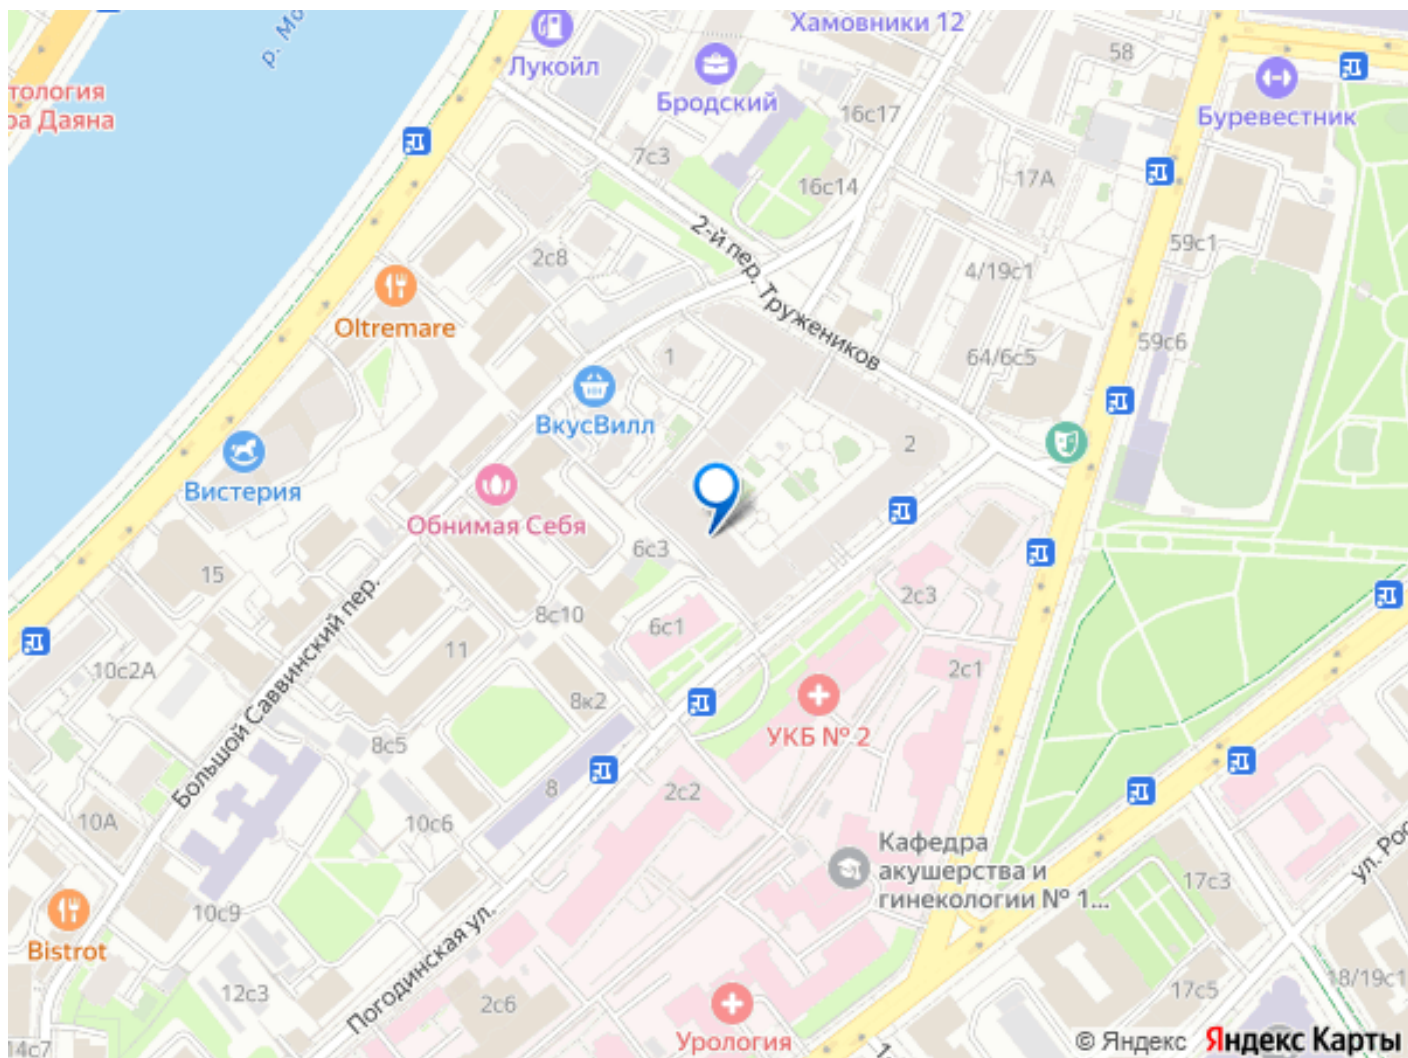 р. Мо
Хамовники 12
Лукойл
58
тология
ра Даяна
Бродский
16с17
Буревестник
7с3
16с14
17А
2-й пер. Тружеников
59с1
2с8
4/19с1
Oltremare
1
64/6с5
59с6
ВкусВилл
2
Вистерия
Обнимая Себя
6с3
15
8с10
2с3
6с1
11
10с2А
2с1
8к2
Большой Саввинский пер.
УКБ № 2
8с5
8
2с2
10А
10с6
Кафедра
акушерства и
гинекологии № 1...
17с3
ул. Рос
10с9
Bistrot
Погодинская ул.
12с3
2с6
17с5
18/19с1
14с7
Урология
© Яндекс Яндекс Карты